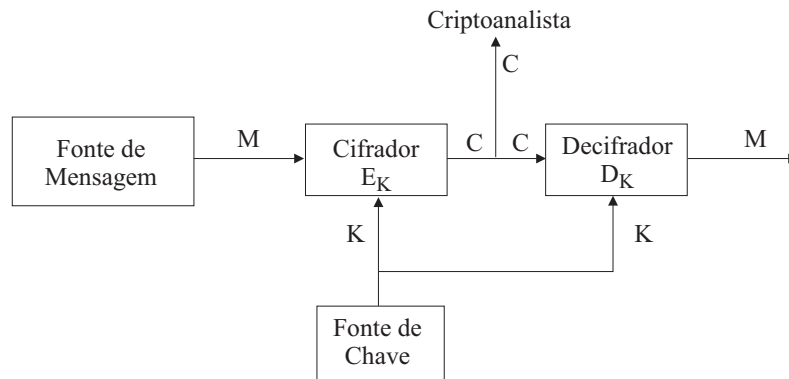 Criptoanalista
C
Fonte de
Mensagem
M
Cifrador
E_K
C
C
Decifrador
D_K
M
K
K
Fonte de
Chave